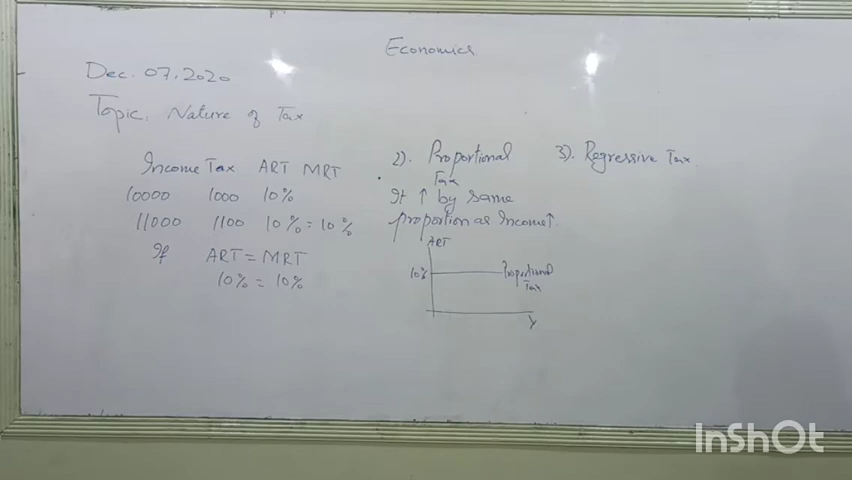 Economics
Dec. 07.2020
Topic. Nature of Tax
Income Tax ART MRT
10000 1000 10%
11000 1100 10% = 10%
If ART = MRT
10% = 10%
2). Proportional
Tax
It ↑ by same
proportion as Income↑.
ART
10%
Proportional
Tax
Y
3). Regressive Tax.
InShOt